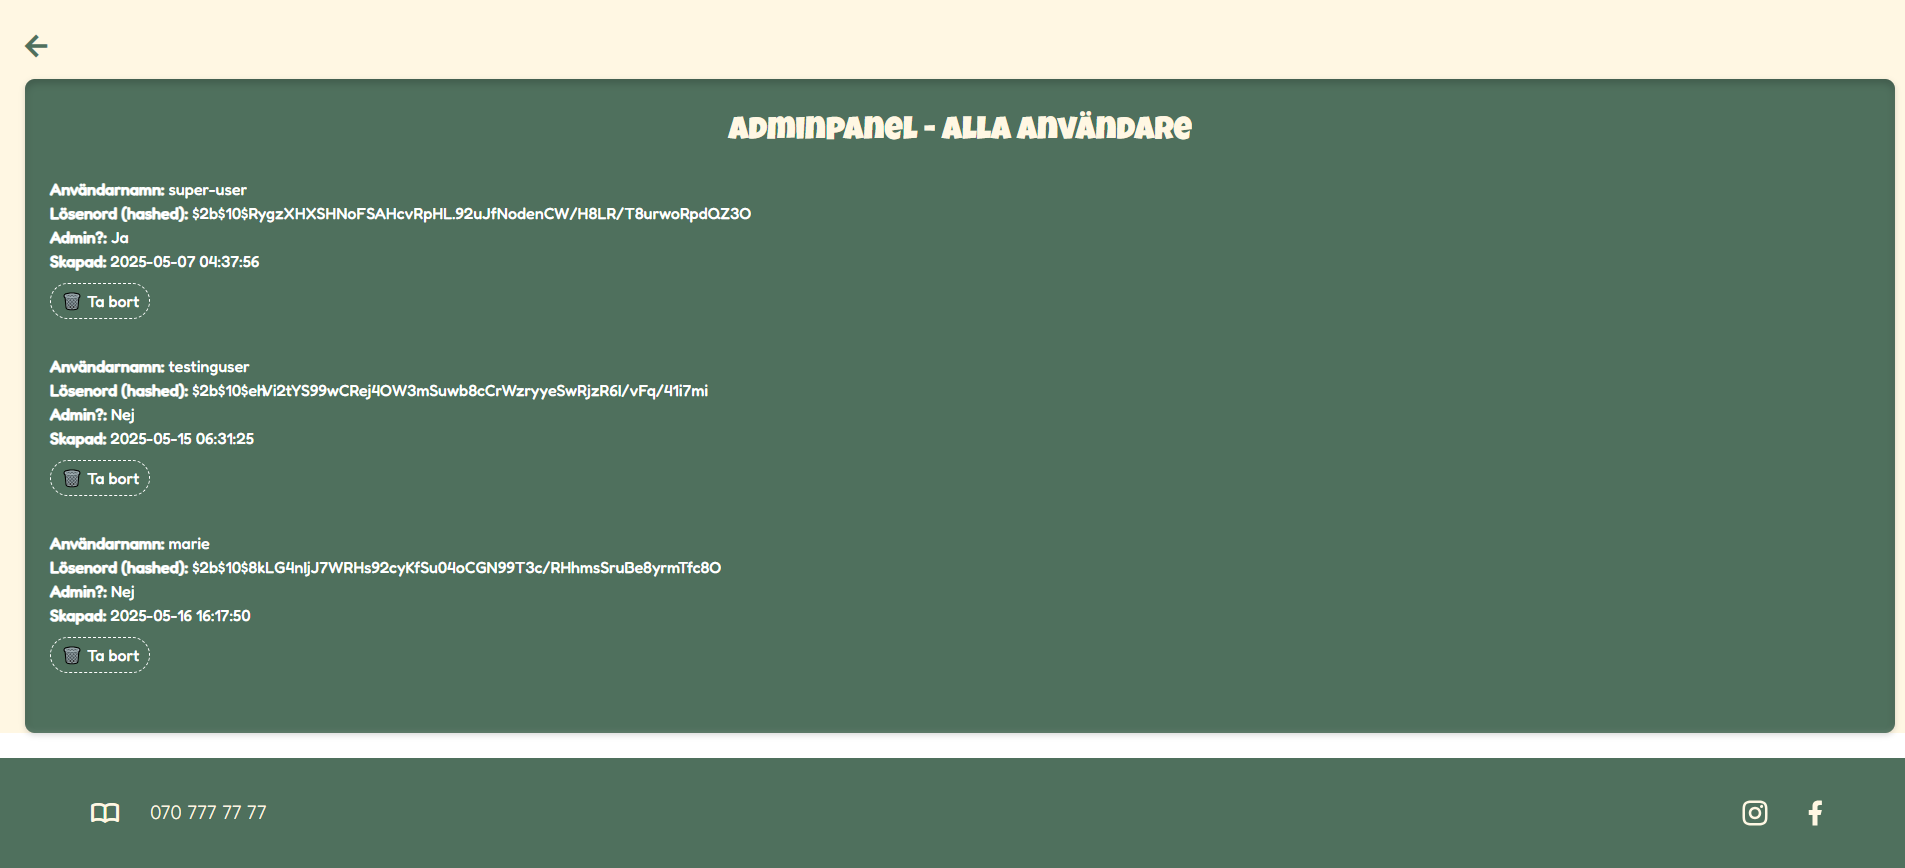 Adminpanel - Alla användare
Användarnamn: super-user
Lösenord (hashed): $2b$10$RygzXHXSHNoFSAHcvRpHL.92uJfNodenCW/H8LR/T8urwoRpdQZ3O
Admin?: Ja
Skapad: 2025-05-07 04:37:56
🗑️ Ta bort
Användarnamn: testinguser
Lösenord (hashed): $2b$10$ehVi2tYS99wCRej4OW3mSuwb8cCrWzryyeSwRjzR6I/vFq/41i7mi
Admin?: Nej
Skapad: 2025-05-15 06:31:25
🗑️ Ta bort
Användarnamn: marie
Lösenord (hashed): $2b$10$8kLG4nIjJ7WRHs92cyKfSu04oCGN99T3c/RHhmsSruBe8yrmTfc8O
Admin?: Nej
Skapad: 2025-05-16 16:17:50
🗑️ Ta bort
070 777 77 77